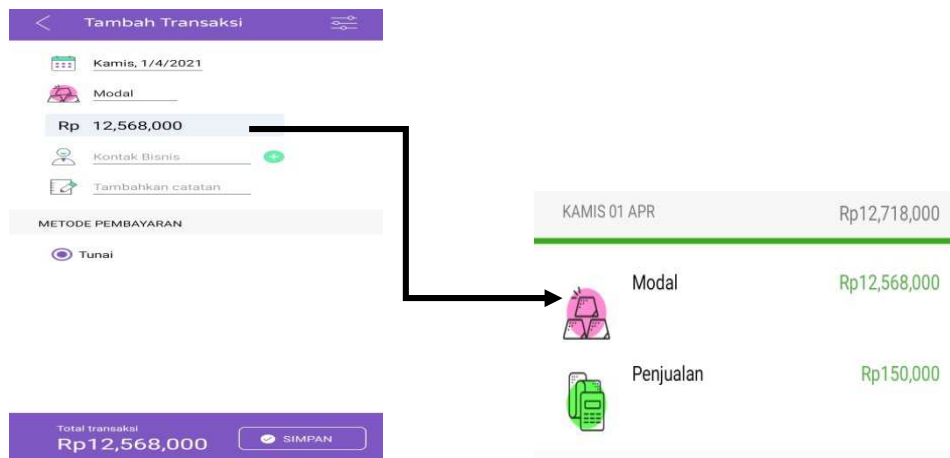 Tambah Transaksi
Kamis, 1/4/2021
Modal
Rp 12,568,000
Kontak Bisnis
Tambahkan catatan
METODE PEMBAYARAN
Tunai
Total transaksi
Rp12,568,000
SIMPAN
KAMIS 01 APR Rp12,718,000
Modal Rp12,568,000
Penjualan Rp150,000